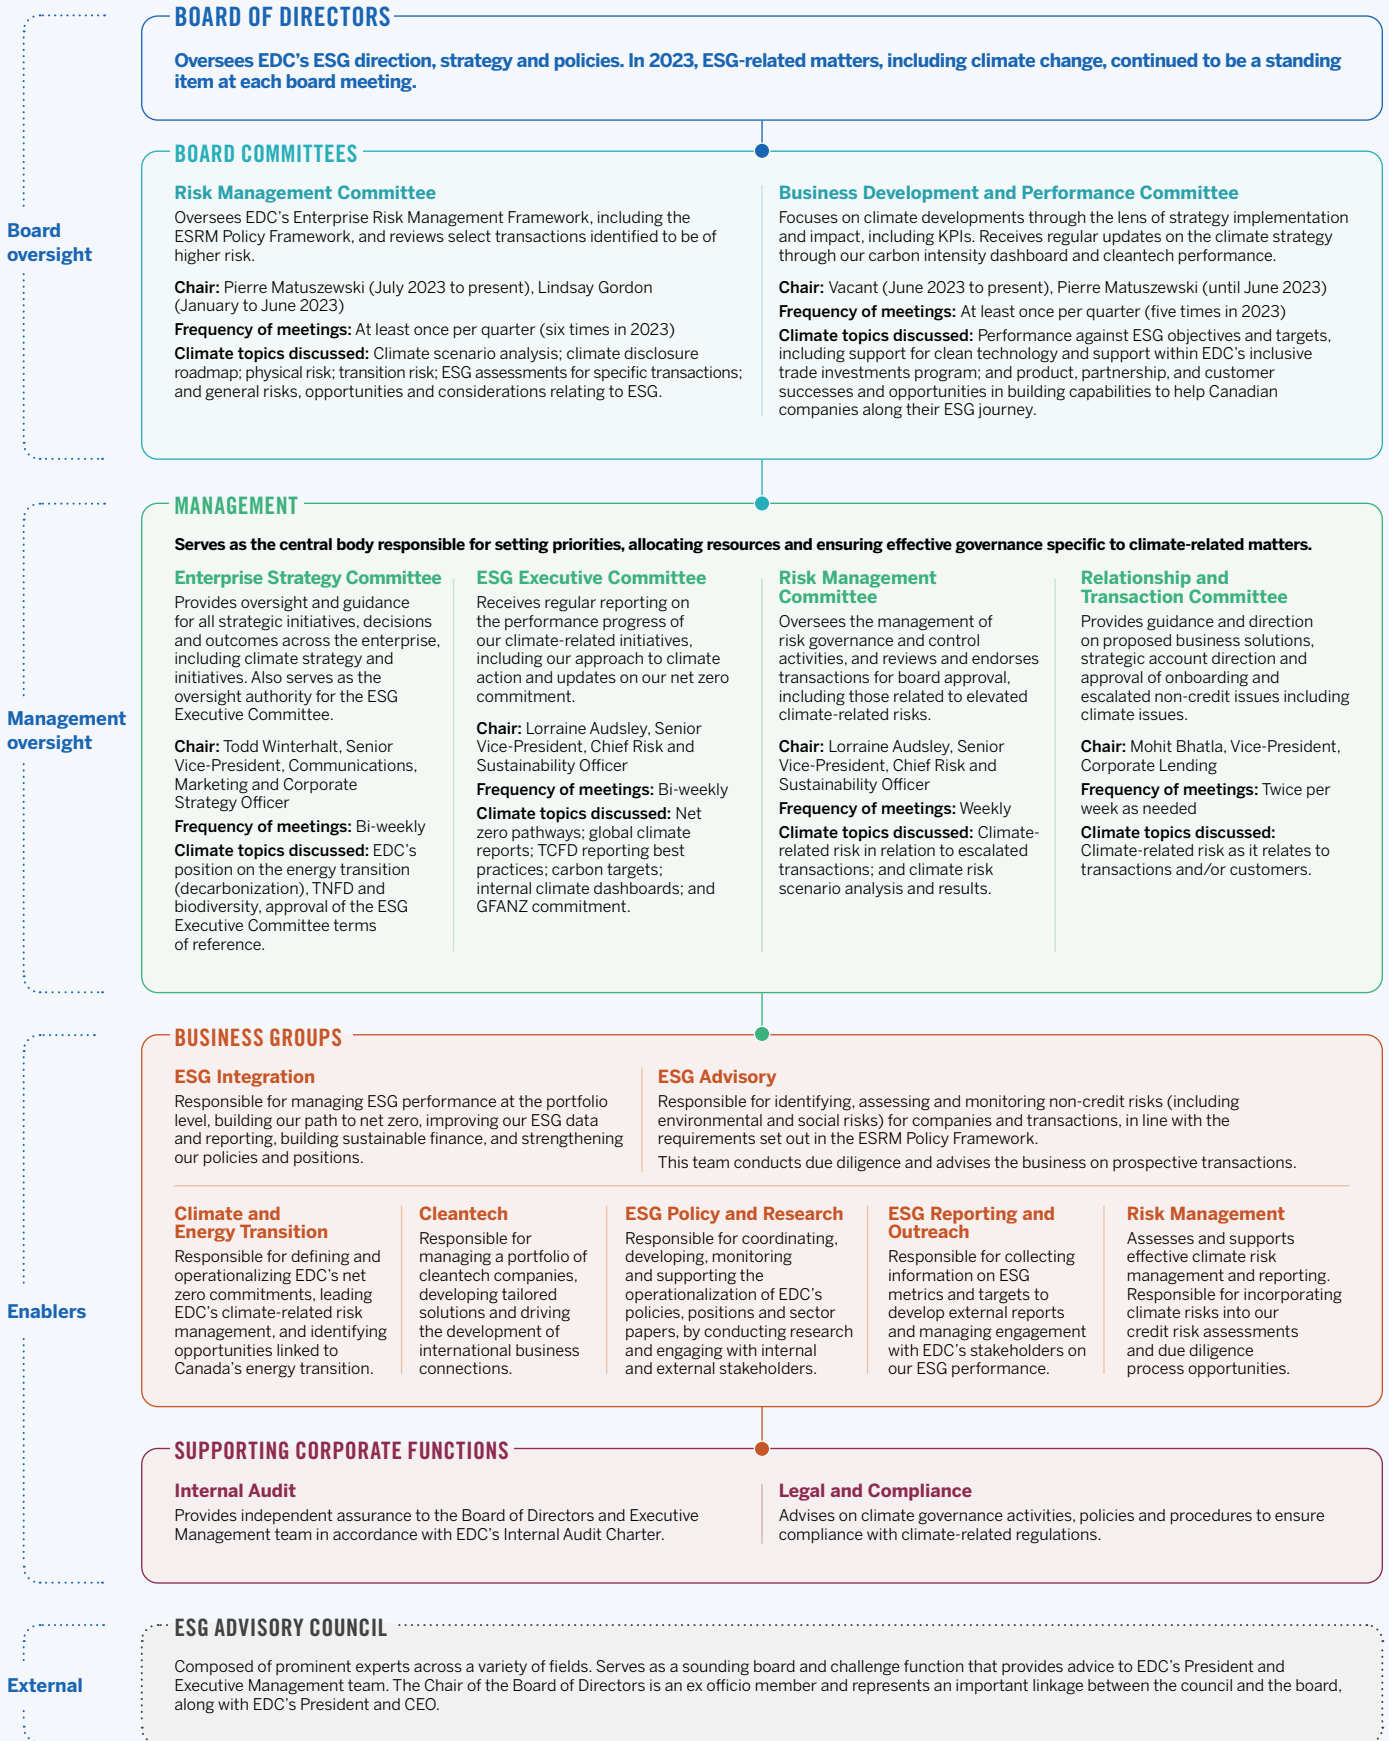 BOARD OF DIRECTORS
Oversees EDC's ESG direction, strategy and policies. In 2023, ESG-related matters, including climate change, continued to be a standing
item at each board meeting.
Board
oversight
BOARD COMMITTEES
Risk Management Committee
Oversees EDC's Enterprise Risk Management Framework, including the
ESRM Policy Framework, and reviews select transactions identified to be of
higher risk.
Chair: Pierre Matuszewski (July 2023 to present), Lindsay Gordon
(January to June 2023)
Frequency of meetings: At least once per quarter (six times in 2023)
Climate topics discussed: Climate scenario analysis; climate disclosure
roadmap; physical risk; transition risk; ESG assessments for specific transactions;
and general risks, opportunities and considerations relating to ESG.
Business Development and Performance Committee
Focuses on climate developments through the lens of strategy implementation
and impact, including KPIs. Receives regular updates on the climate strategy
through our carbon intensity dashboard and cleantech performance.
Chair: Vacant (June 2023 to present), Pierre Matuszewski (until June 2023)
Frequency of meetings: At least once per quarter (five times in 2023)
Climate topics discussed: Performance against ESG objectives and targets,
including support for clean technology and support within EDC's inclusive
trade investments program; and product, partnership, and customer
successes and opportunities in building capabilities to help Canadian
companies along their ESG journey.
Management
oversight
MANAGEMENT
Serves as the central body responsible for setting priorities, allocating resources and ensuring effective governance specific to climate-related matters.
Enterprise Strategy Committee
Provides oversight and guidance
for all strategic initiatives, decisions
and outcomes across the enterprise,
including climate strategy and
initiatives. Also serves as the
oversight authority for the ESG
Executive Committee.
Chair: Todd Winterhalt, Senior
Vice-President, Communications,
Marketing and Corporate
Strategy Officer
Frequency of meetings: Bi-weekly
Climate topics discussed: EDC's
position on the energy transition
(decarbonization), TNFD and
biodiversity, approval of the ESG
Executive Committee terms
of reference.
ESG Executive Committee
Receives regular reporting on
the performance progress of
our climate-related initiatives,
including our approach to climate
action and updates on our net zero
commitment.
Chair: Lorraine Audsley, Senior
Vice-President, Chief Risk and
Sustainability Officer
Frequency of meetings: Bi-weekly
Climate topics discussed: Net
zero pathways; global climate
reports; TCFD reporting best
practices; carbon targets;
internal climate dashboards; and
GFANZ commitment.
Risk Management
Committee
Oversees the management of
risk governance and control
activities, and reviews and endorses
transactions for board approval,
including those related to elevated
climate-related risks.
Chair: Lorraine Audsley, Senior
Vice-President, Chief Risk and
Sustainability Officer
Frequency of meetings: Weekly
Climate topics discussed: Climate-
related risk in relation to escalated
transactions; and climate risk
scenario analysis and results.
Relationship and
Transaction Committee
Provides guidance and direction
on proposed business solutions,
strategic account direction and
approval of onboarding and
escalated non-credit issues including
climate issues.
Chair: Mohit Bhatla, Vice-President,
Corporate Lending
Frequency of meetings: Twice per
week as needed
Climate topics discussed:
Climate-related risk as it relates to
transactions and/or customers.
Enablers
BUSINESS GROUPS
ESG Integration
Responsible for managing ESG performance at the portfolio
level, building our path to net zero, improving our ESG data
and reporting, building sustainable finance, and strengthening
our policies and positions.
ESG Advisory
Responsible for identifying, assessing and monitoring non-credit risks (including
environmental and social risks) for companies and transactions, in line with the
requirements set out in the ESRM Policy Framework.
This team conducts due diligence and advises the business on prospective transactions.
Climate and
Energy Transition
Responsible for defining and
operationalizing EDC's net
zero commitments, leading
EDC's climate-related risk
management, and identifying
opportunities linked to
Canada's energy transition.
Cleantech
Responsible for
managing a portfolio of
cleantech companies,
developing tailored
solutions and driving
the development of
international business
connections.
ESG Policy and Research
Responsible for coordinating,
developing, monitoring
and supporting the
operationalization of EDC's
policies, positions and sector
papers, by conducting research
and engaging with internal
and external stakeholders.
ESG Reporting and
Outreach
Responsible for collecting
information on ESG
metrics and targets to
develop external reports
and managing engagement
with EDC's stakeholders on
our ESG performance.
Risk Management
Assesses and supports
effective climate risk
management and reporting.
Responsible for incorporating
climate risks into our
credit risk assessments
and due diligence
process opportunities.
SUPPORTING CORPORATE FUNCTIONS
Internal Audit
Provides independent assurance to the Board of Directors and Executive
Management team in accordance with EDC's Internal Audit Charter.
Legal and Compliance
Advises on climate governance activities, policies and procedures to ensure
compliance with climate-related regulations.
External
ESG ADVISORY COUNCIL
Composed of prominent experts across a variety of fields. Serves as a sounding board and challenge function that provides advice to EDC's President and
Executive Management team. The Chair of the Board of Directors is an ex officio member and represents an important linkage between the council and the board,
along with EDC's President and CEO.